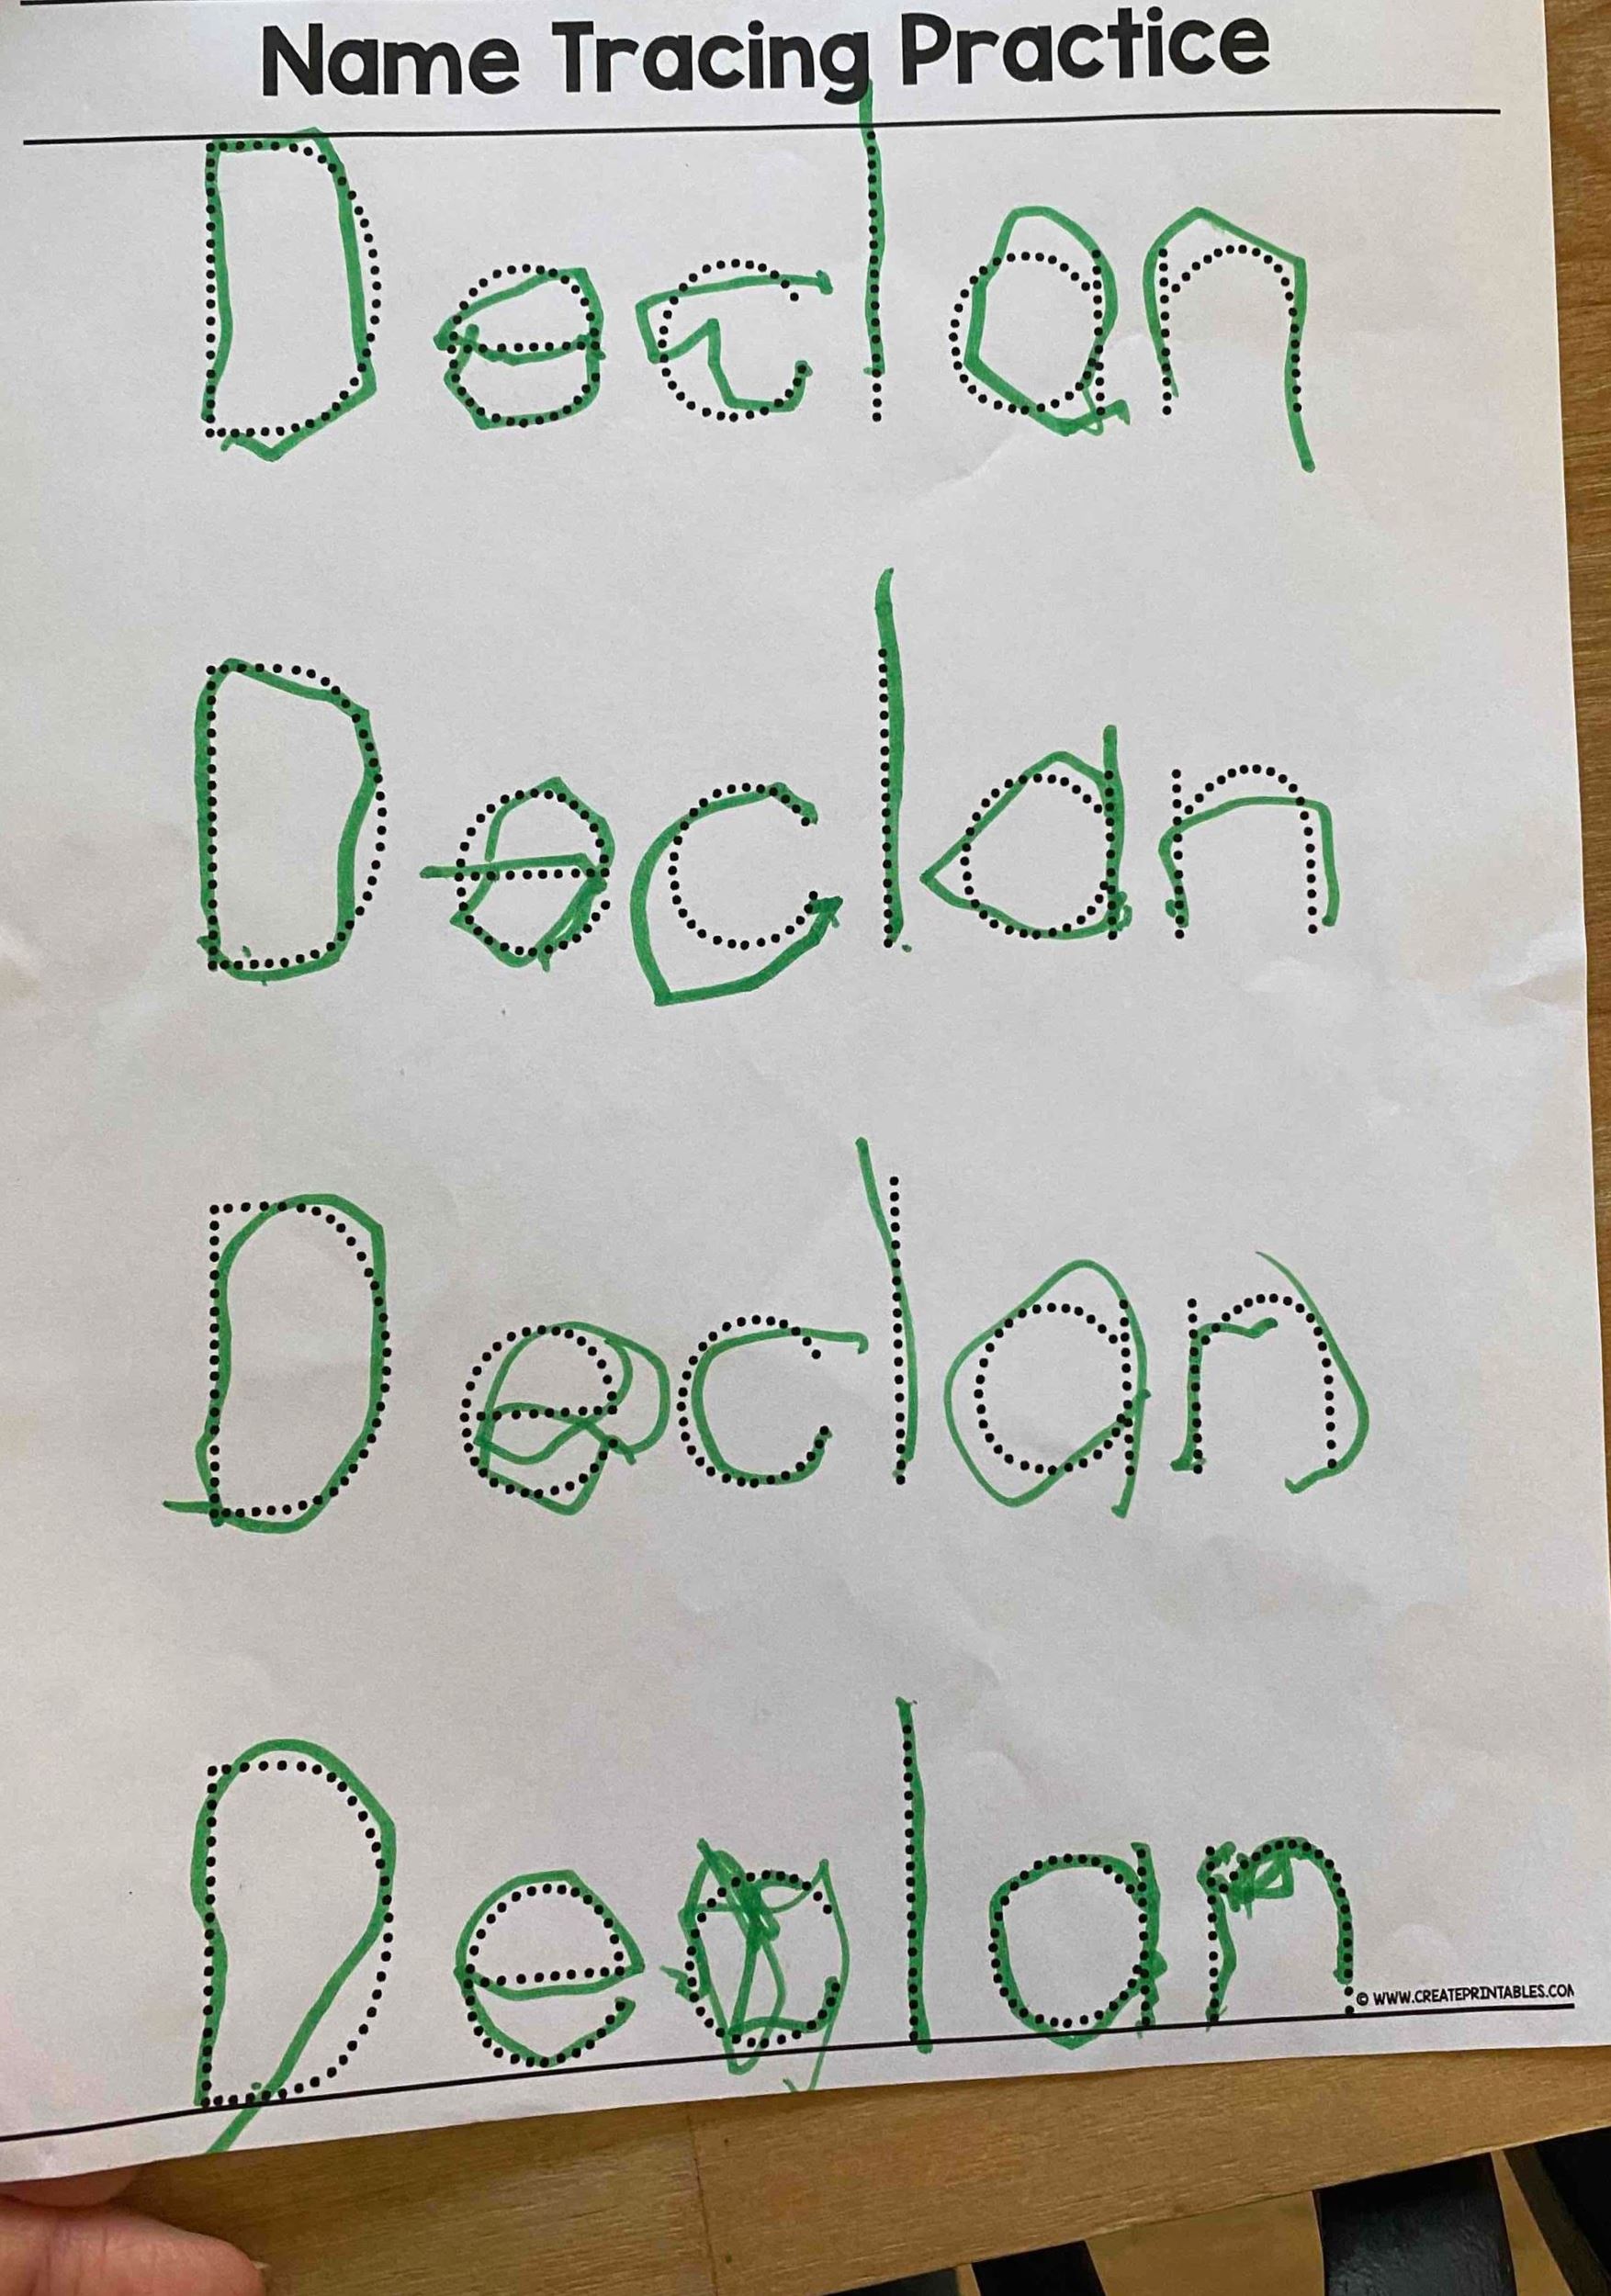 Name Tracing Practice
Declan
Declan
Declan
Declan
© WWW.CREATEPRINTABLES.COM